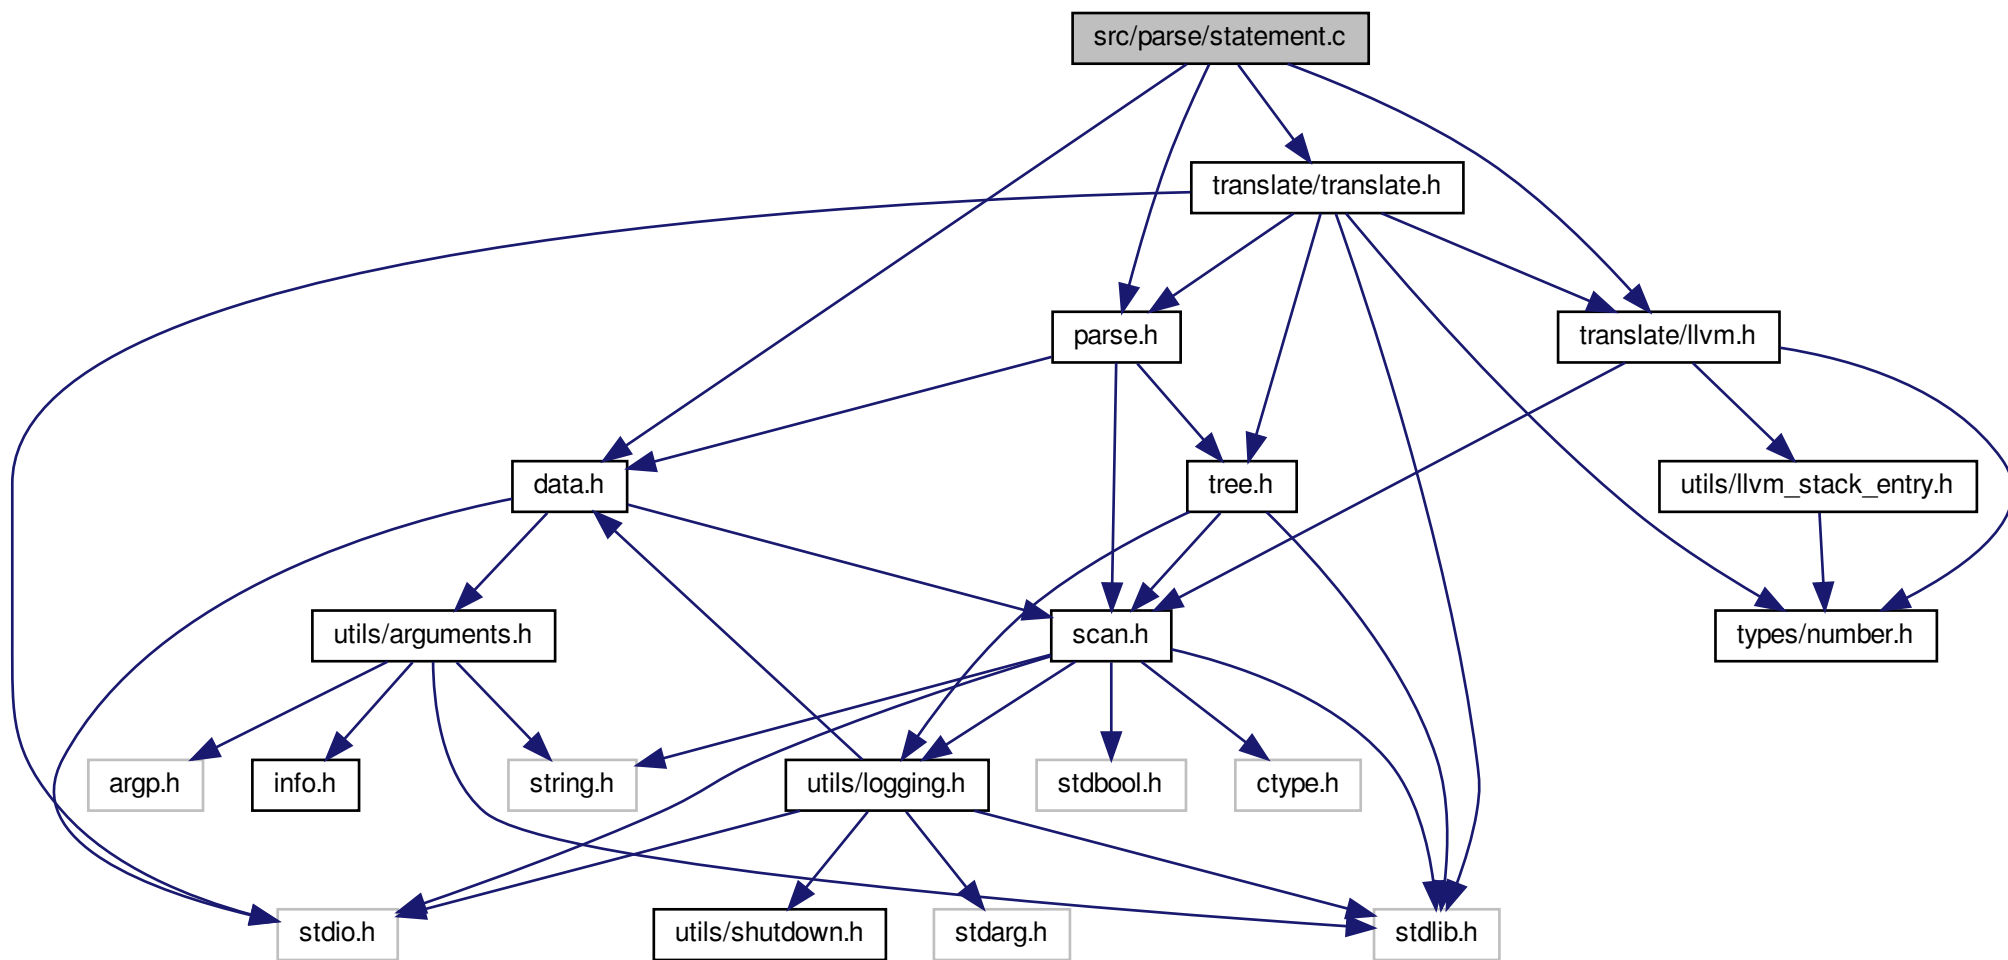 src/parse/statement.c
translate/translate.h
parse.h
translate/llvm.h
data.h
tree.h
utils/llvm_stack_entry.h
utils/arguments.h
scan.h
types/number.h
argp.h
info.h
string.h
utils/logging.h
stdbool.h
ctype.h
stdio.h
utils/shutdown.h
stdarg.h
stdlib.h